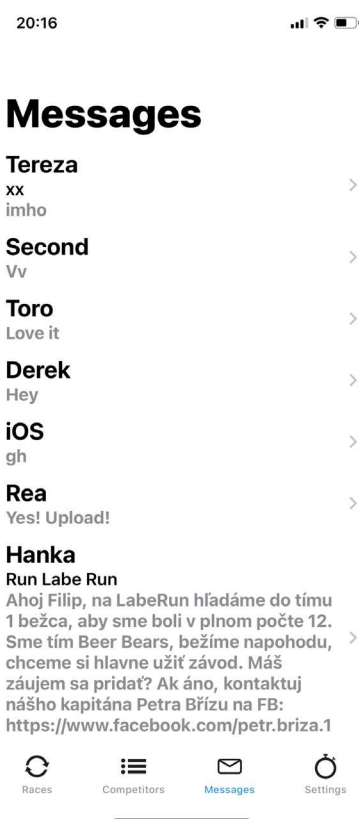 20:16
Messages
Tereza
xx
imho
Second
Vv
Toro
Love it
Derek
Hey
iOS
gh
Rea
Yes! Upload!
Hanka
Run Labe Run
Ahoj Filip, na LabeRun hľadáme do tímu
1 bežca, aby sme boli v plnom počte 12.
Sme tím Beer Bears, bežíme napohodu,
chceme si hlavne užiť závod. Máš
záujem sa pridať? Ak áno, kontaktuj
nášho kapitána Petra Břízu na FB:
https://www.facebook.com/petr.briza.1
Races
Competitors
Messages
Settings